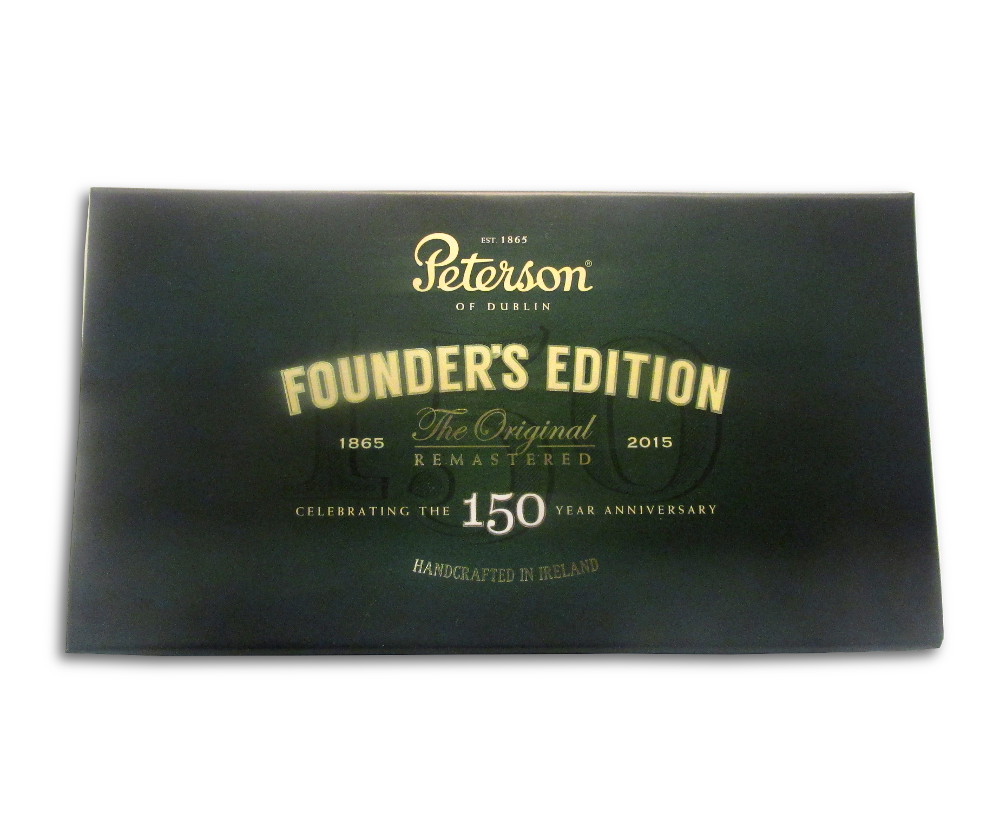 EST. 1865
Peterson®
OF DUBLIN
FOUNDER'S EDITION
1865 The Original 2015
REMASTERED
CELEBRATING THE 150 YEAR ANNIVERSARY
HANDCRAFTED IN IRELAND
150